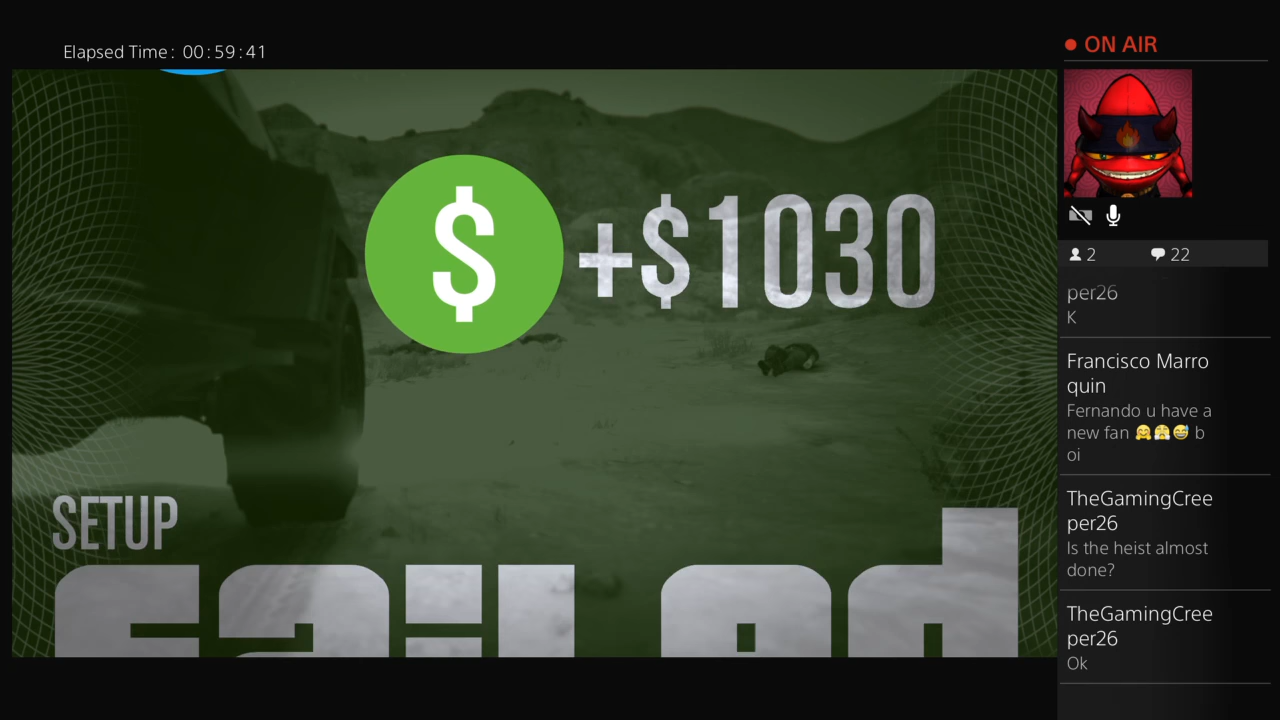 Elapsed Time: 00:59:41
ON AIR
$ +$1030
2 22
per26
K
Francisco Marro
quin
Fernando u have a
new fan 🤗😤😅 b
oi
TheGamingCree
per26
Is the heist almost
done?
TheGamingCree
per26
Ok
SETUP
failed